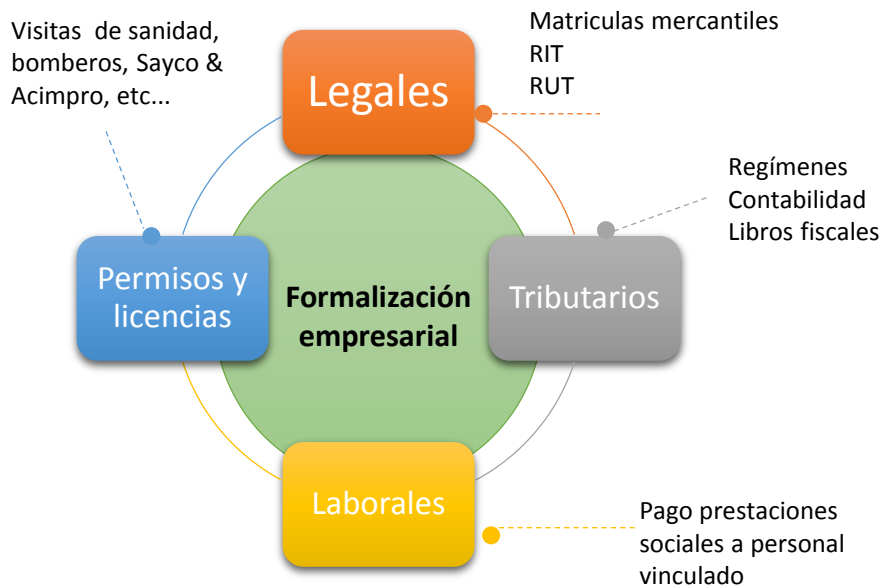 Visitas  de sanidad,
bomberos, Sayco &
Acimpro, etc...
Legales
Matriculas mercantiles
RIT
RUT
Regímenes
Contabilidad
Libros fiscales
Permisos y
licencias
Formalización
empresarial
Tributarios
Laborales
Pago prestaciones
sociales a personal
vinculado